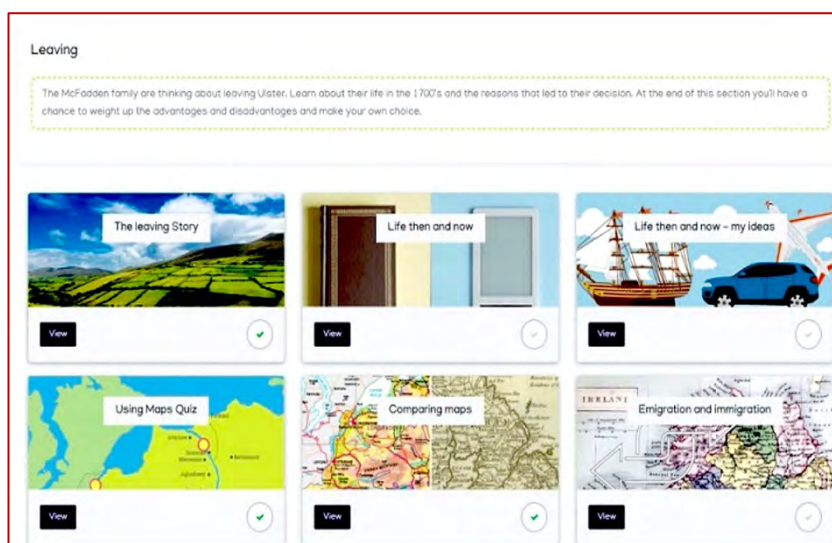 Leaving
The McFadden family are thinking about leaving Ulster. Learn about their life in the 1700's and the reasons that led to their decision. At the end of this section you'll have a
chance to weight up the advantages and disadvantages and make your own choice.
The leaving Story
Life then and now
Life then and now - my ideas
View
View
View
Using Maps Quiz
Comparing maps
Emigration and immigration
IRELAND
View
View
View